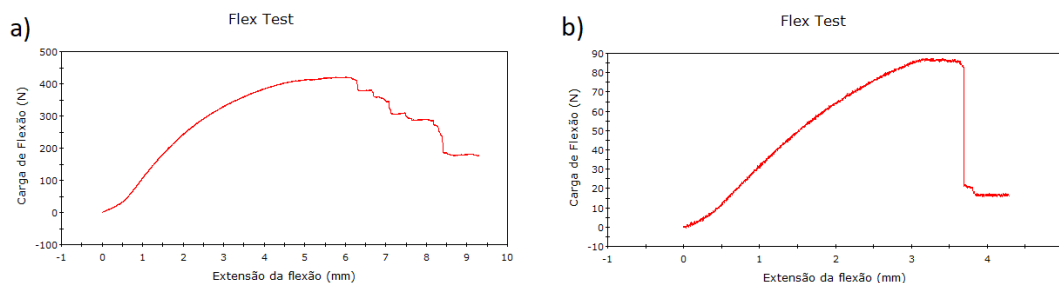 a)
Flex Test
Carga de Flexão (N)
500
400
300
200
100
0
-100
-1 0 1 2 3 4 5 6 7 8 9 10
Extensão da flexão (mm)
b)
Flex Test
Carga de Flexão (N)
90
80
70
60
50
40
30
20
10
0
-10
-1 0 1 2 3 4
Extensão da flexão (mm)